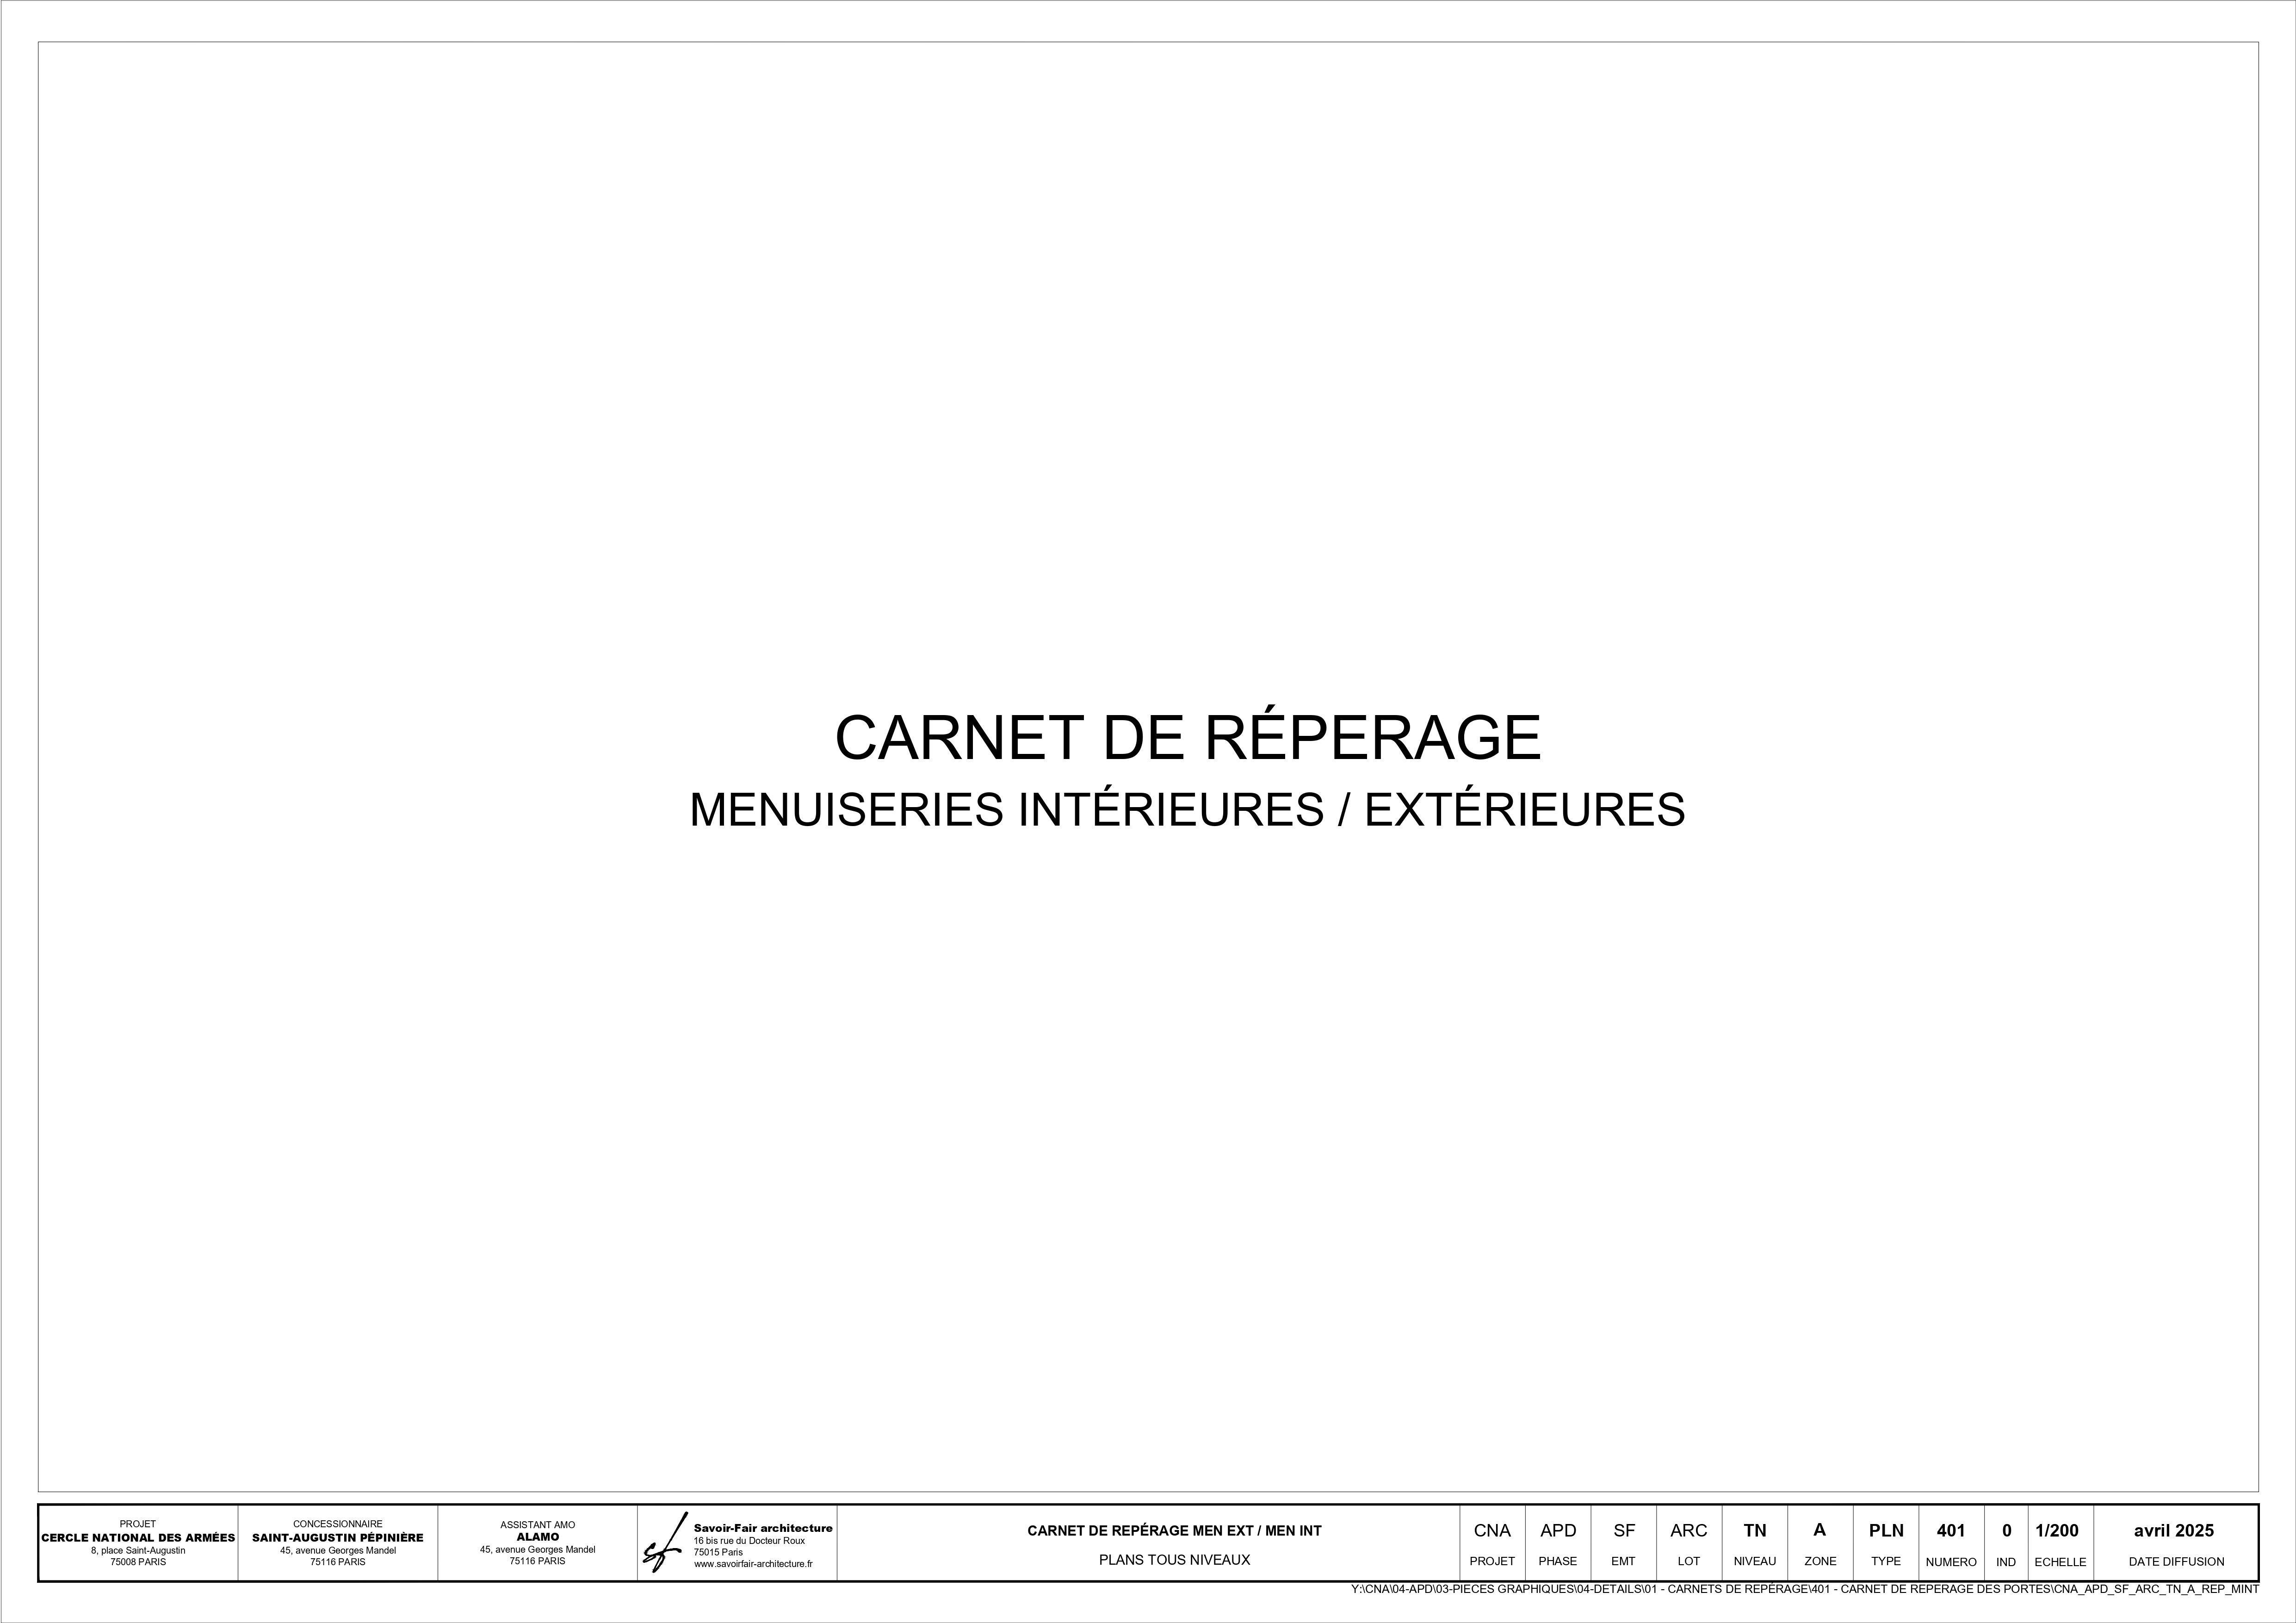 CARNET DE RÉPERAGE
MENUISERIES INTÉRIEURES / EXTÉRIEURES
PROJET
CERCLE NATIONAL DES ARMÉES
8, place Saint-Augustin
75008 PARIS
CONCESSIONNAIRE
SAINT-AUGUSTIN PÉPINIÈRE
45, avenue Georges Mandel
75116 PARIS
ASSISTANT AMO
ALAMO
45, avenue Georges Mandel
75116 PARIS
sf
Savoir-Fair architecture
16 bis rue du Docteur Roux
75015 Paris
www.savoirfair-architecture.fr
CARNET DE REPÉRAGE MEN EXT / MEN INT
PLANS TOUS NIVEAUX
CNA
PROJET
APD
PHASE
SF
EMT
ARC
LOT
TN
NIVEAU
A
ZONE
PLN
TYPE
401
NUMERO
0
IND
1/200
ECHELLE
avril 2025
DATE DIFFUSION
Y:\CNA\04-APD\03-PIECES GRAPHIQUES\04-DETAILS\01 - CARNETS DE REPÉRAGE\401 - CARNET DE REPERAGE DES PORTES\CNA_APD_SF_ARC_TN_A_REP_MINT